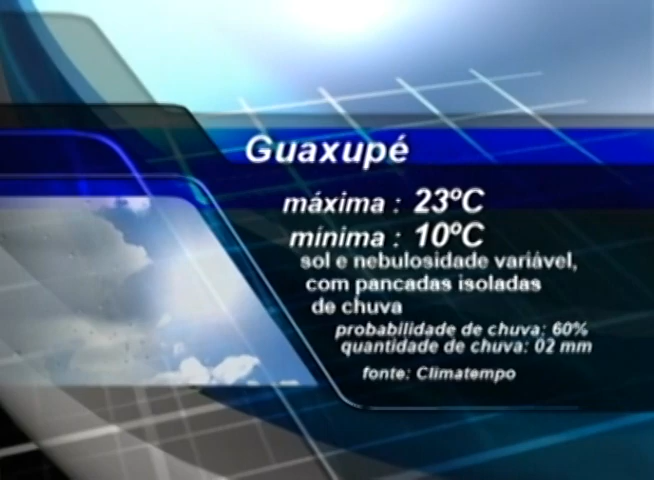 Guaxupé
máxima : 23ºC
mínima : 10ºC
sol e nebulosidade variável,
com pancadas isoladas
de chuva
probabilidade de chuva: 60%
quantidade de chuva: 02 mm
fonte: Climatempo